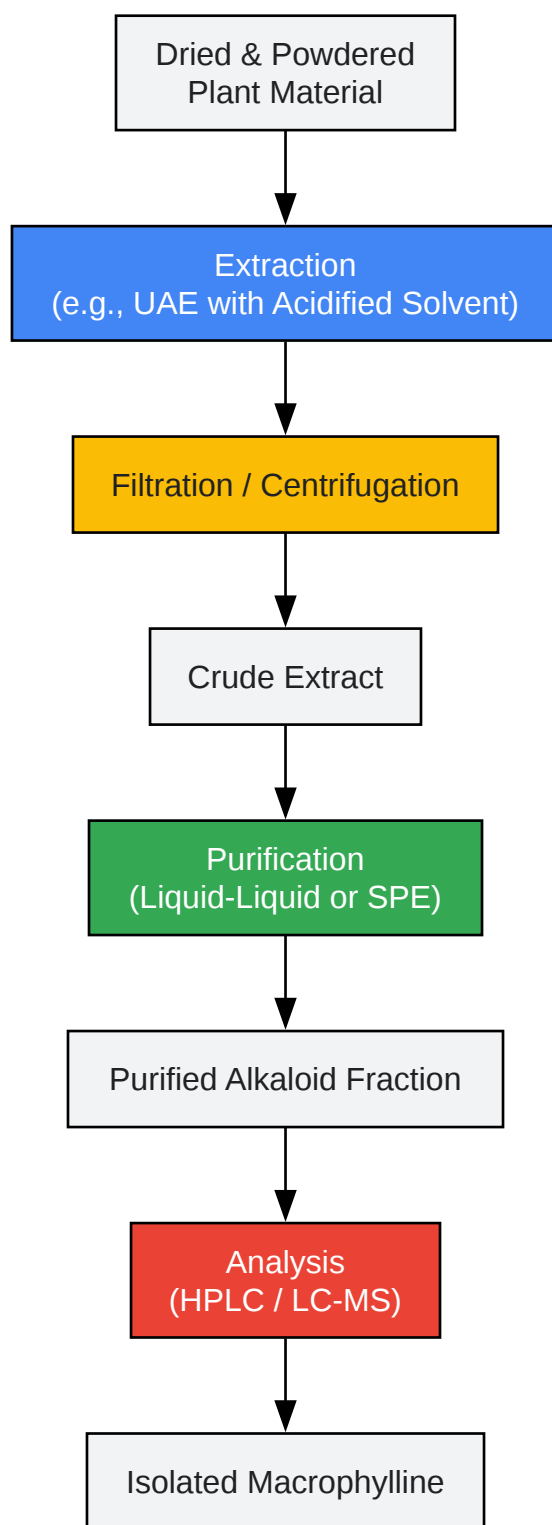 Dried & Powdered
Plant Material
Extraction
(e.g., UAE with Acidified Solvent)
Filtration / Centrifugation
Crude Extract
Purification
(Liquid-Liquid or SPE)
Purified Alkaloid Fraction
Analysis
(HPLC / LC-MS)
Isolated Macrophylline